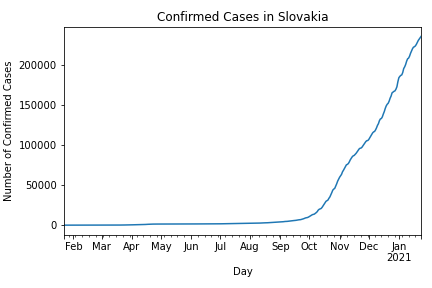 Confirmed Cases in Slovakia
Number of Confirmed Cases
200000
150000
100000
50000
0
Feb Mar Apr May Jun Jul Aug Sep Oct Nov Dec Jan
2021
Day